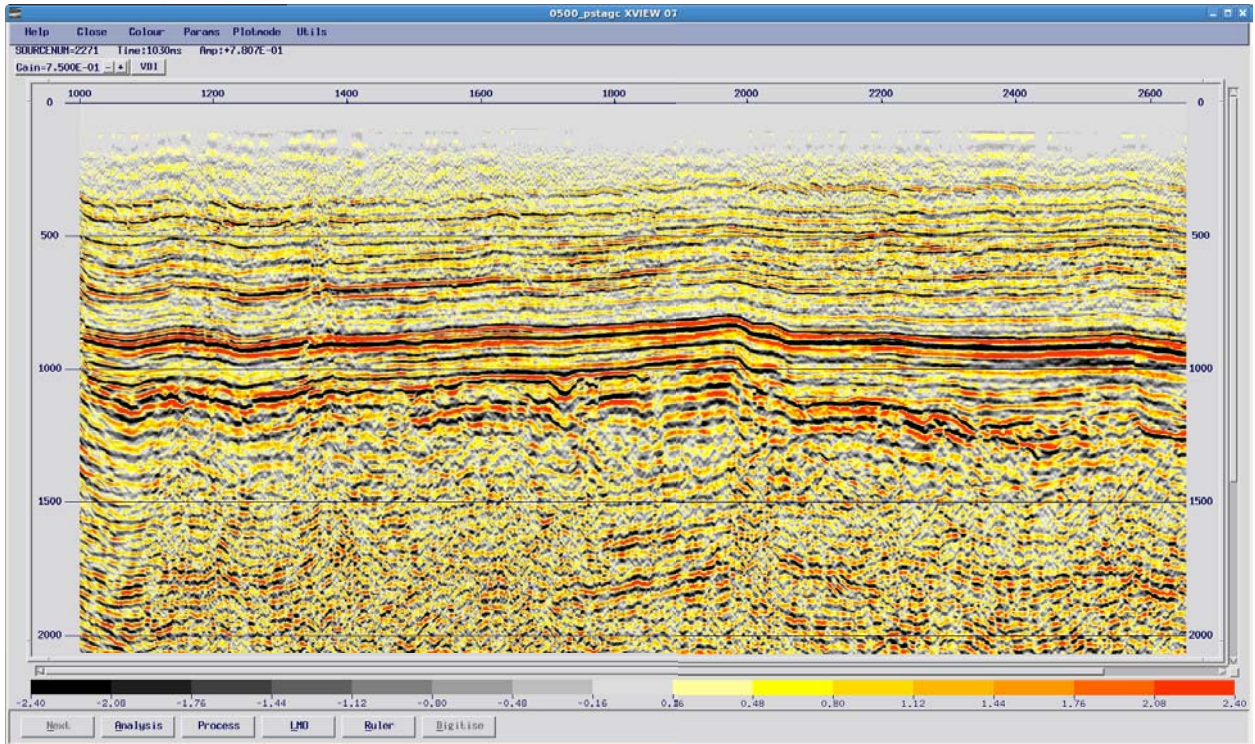 0500_pstagc XVIEW 07
Help Close Colour Params Plotmode Utils
SOURCENUM=2271 Time:1030ms Amp:+7.807E-01
Gain=7.500E-01 - + VDI
1000 1200 1400 1600 1800 2000 2200 2400 2600
0 0
500 500
1000 1000
1500 1500
2000 2000
-2.40 -2.08 -1.76 -1.44 -1.12 -0.80 -0.48 -0.16 0.16 0.48 0.80 1.12 1.44 1.76 2.08 2.40
Next Analysis Process LMO Ruler Digitise